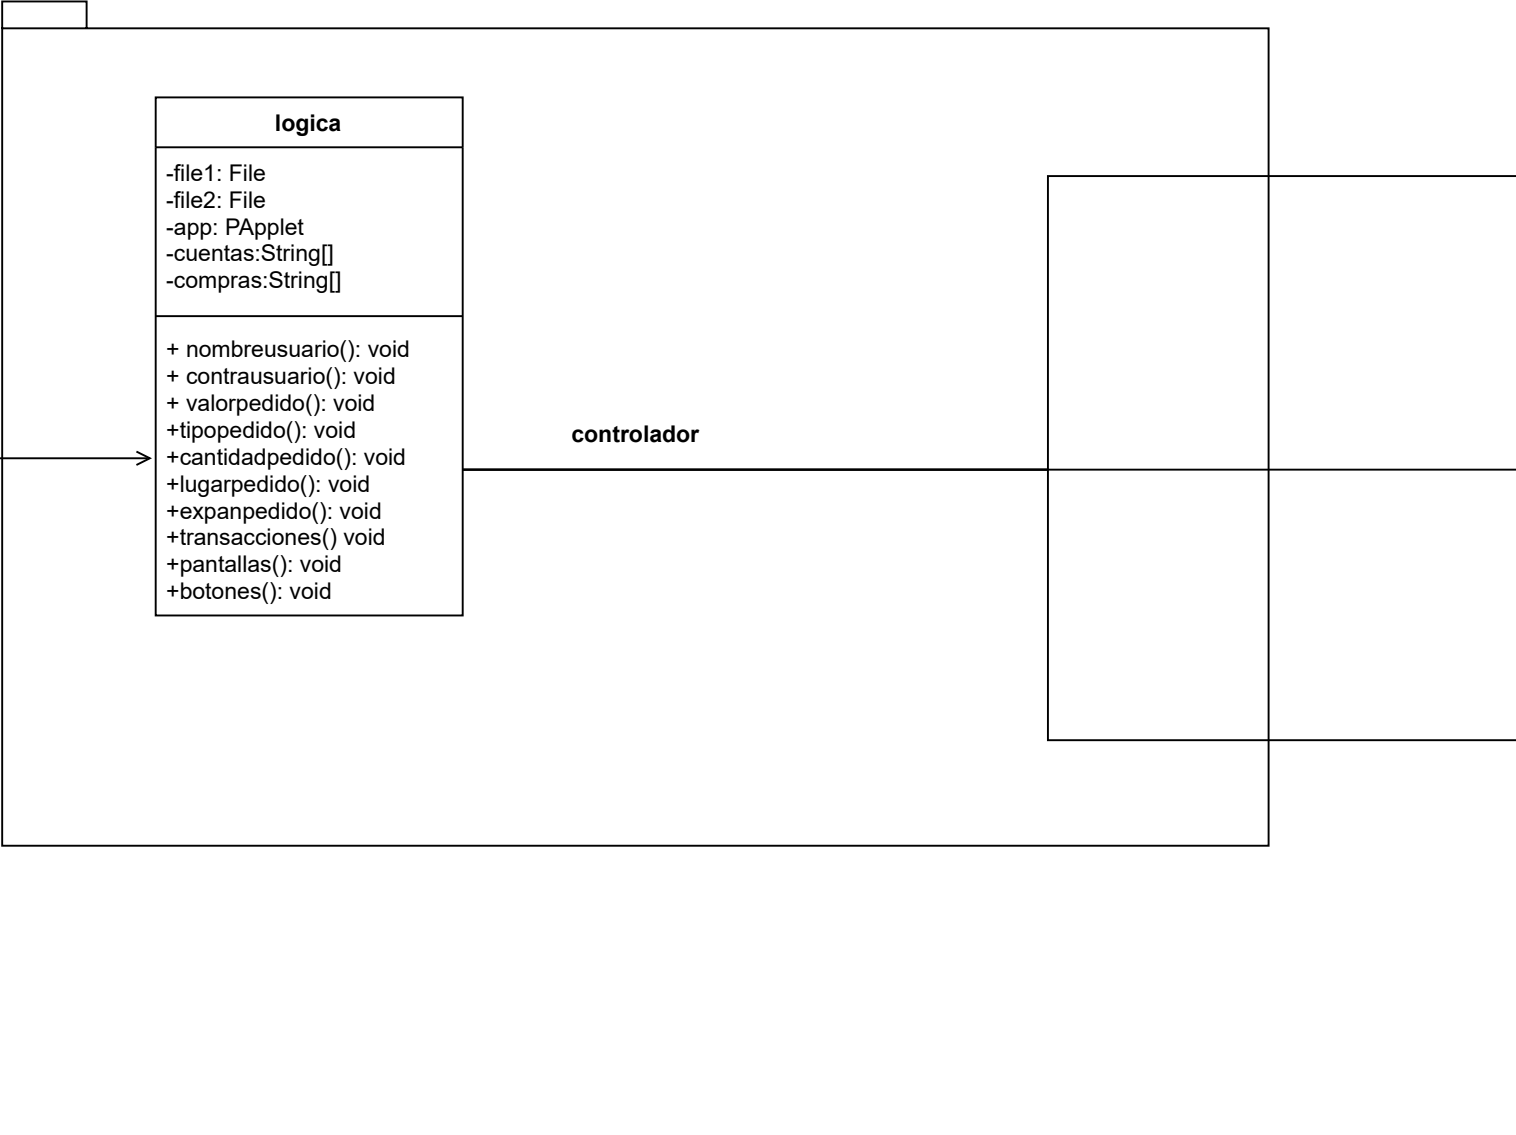 logica
-file1: File
-file2: File
-app: PApplet
-cuentas:String[]
-compras:String[]
+ nombreusuario(): void
+ contrausuario(): void
+ valorpedido(): void
+tipopedido(): void
+cantidadpedido(): void
+lugarpedido(): void
+expanpedido(): void
+transacciones() void
+pantallas(): void
+botones(): void
controlador